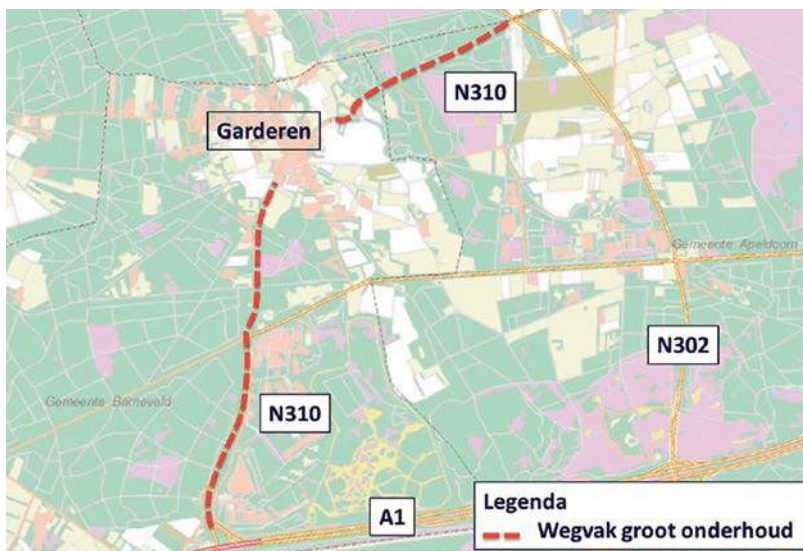 N310
Garderen
Gemeente Apeldoorn
N302
Gemeente Barneveld
N310
A1
Legenda
Wegvak groot onderhoud